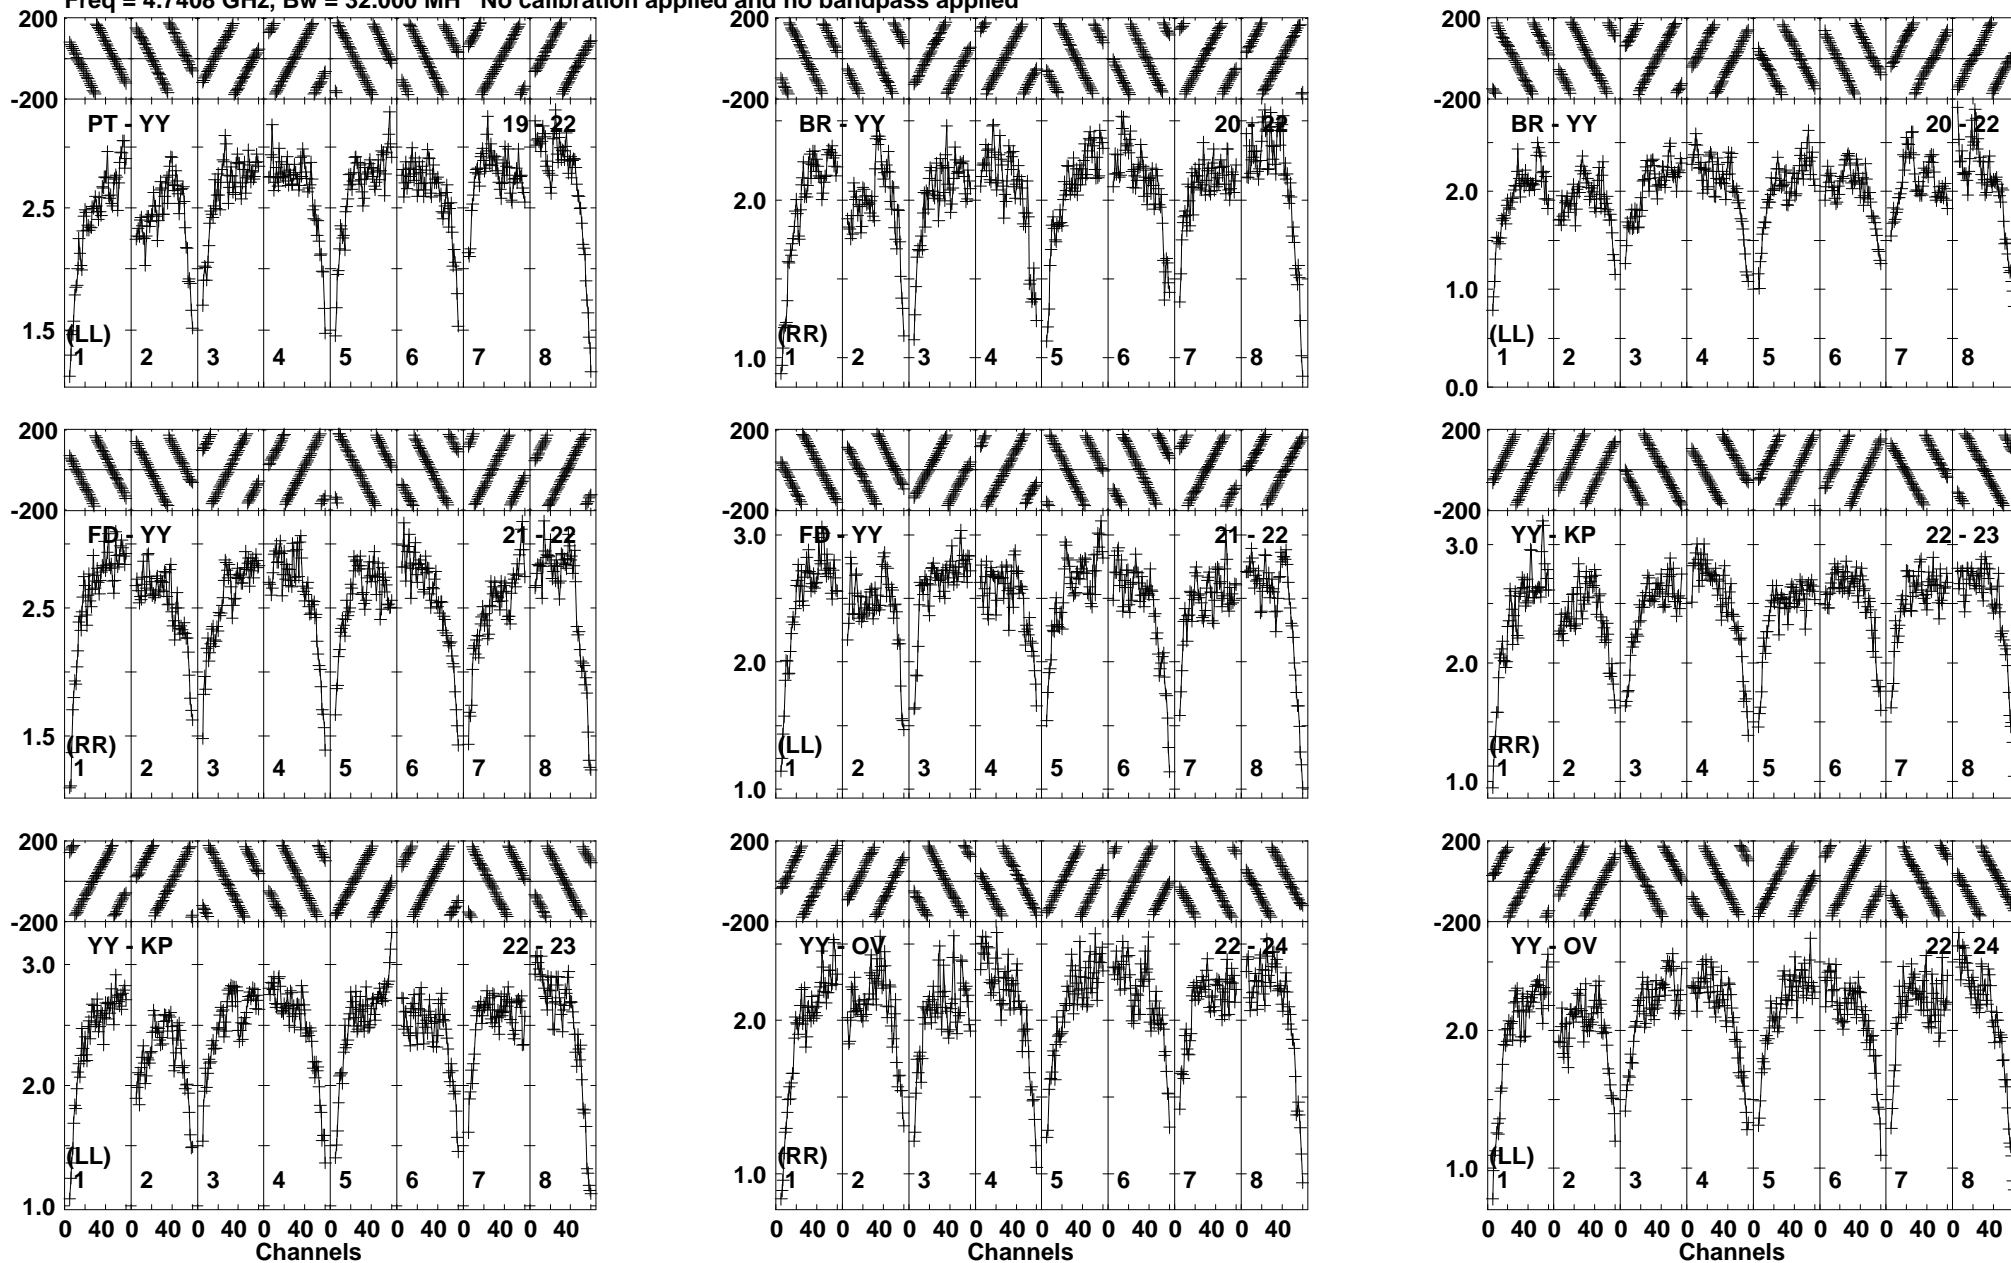 Freq = 4.7408 GHz, Bw = 32.000 MH No calibration applied and no bandpass applied
200 200 200
-200 -200 -200
PT - YY 19 - 22 BR - YY 20 - 22 BR - YY 20 - 22
2.5 2.0 2.0
1.5 1.0 1.0
0.0
(LL) (RR) (LL)
1 2 3 4 5 6 7 8 1 2 3 4 5 6 7 8 1 2 3 4 5 6 7 8
200 200 200
-200 -200 -200
FD - YY 21 - 22 FD - YY 21 - 22 YY - KP 22 - 23
3.0 3.0
2.5 2.0 2.0
1.5 1.0 1.0
(RR) (LL) (RR)
1 2 3 4 5 6 7 8 1 2 3 4 5 6 7 8 1 2 3 4 5 6 7 8
200 200 200
-200 -200 -200
YY - KP 22 - 23 YY - OV 22 - 24 YY - OV 22 - 24
3.0
2.0 2.0 2.0
1.0 1.0 1.0
(LL) (RR) (LL)
1 2 3 4 5 6 7 8 1 2 3 4 5 6 7 8 1 2 3 4 5 6 7 8
0 40 0 40 0 40 0 40 0 40 0 40 0 40 0 40 0 40 0 40 0 40 0 40 0 40 0 40 0 40 0 40 0 40 0 40 0 40 0 40 0 40 0 40 0 40 0 40
Channels Channels Channels